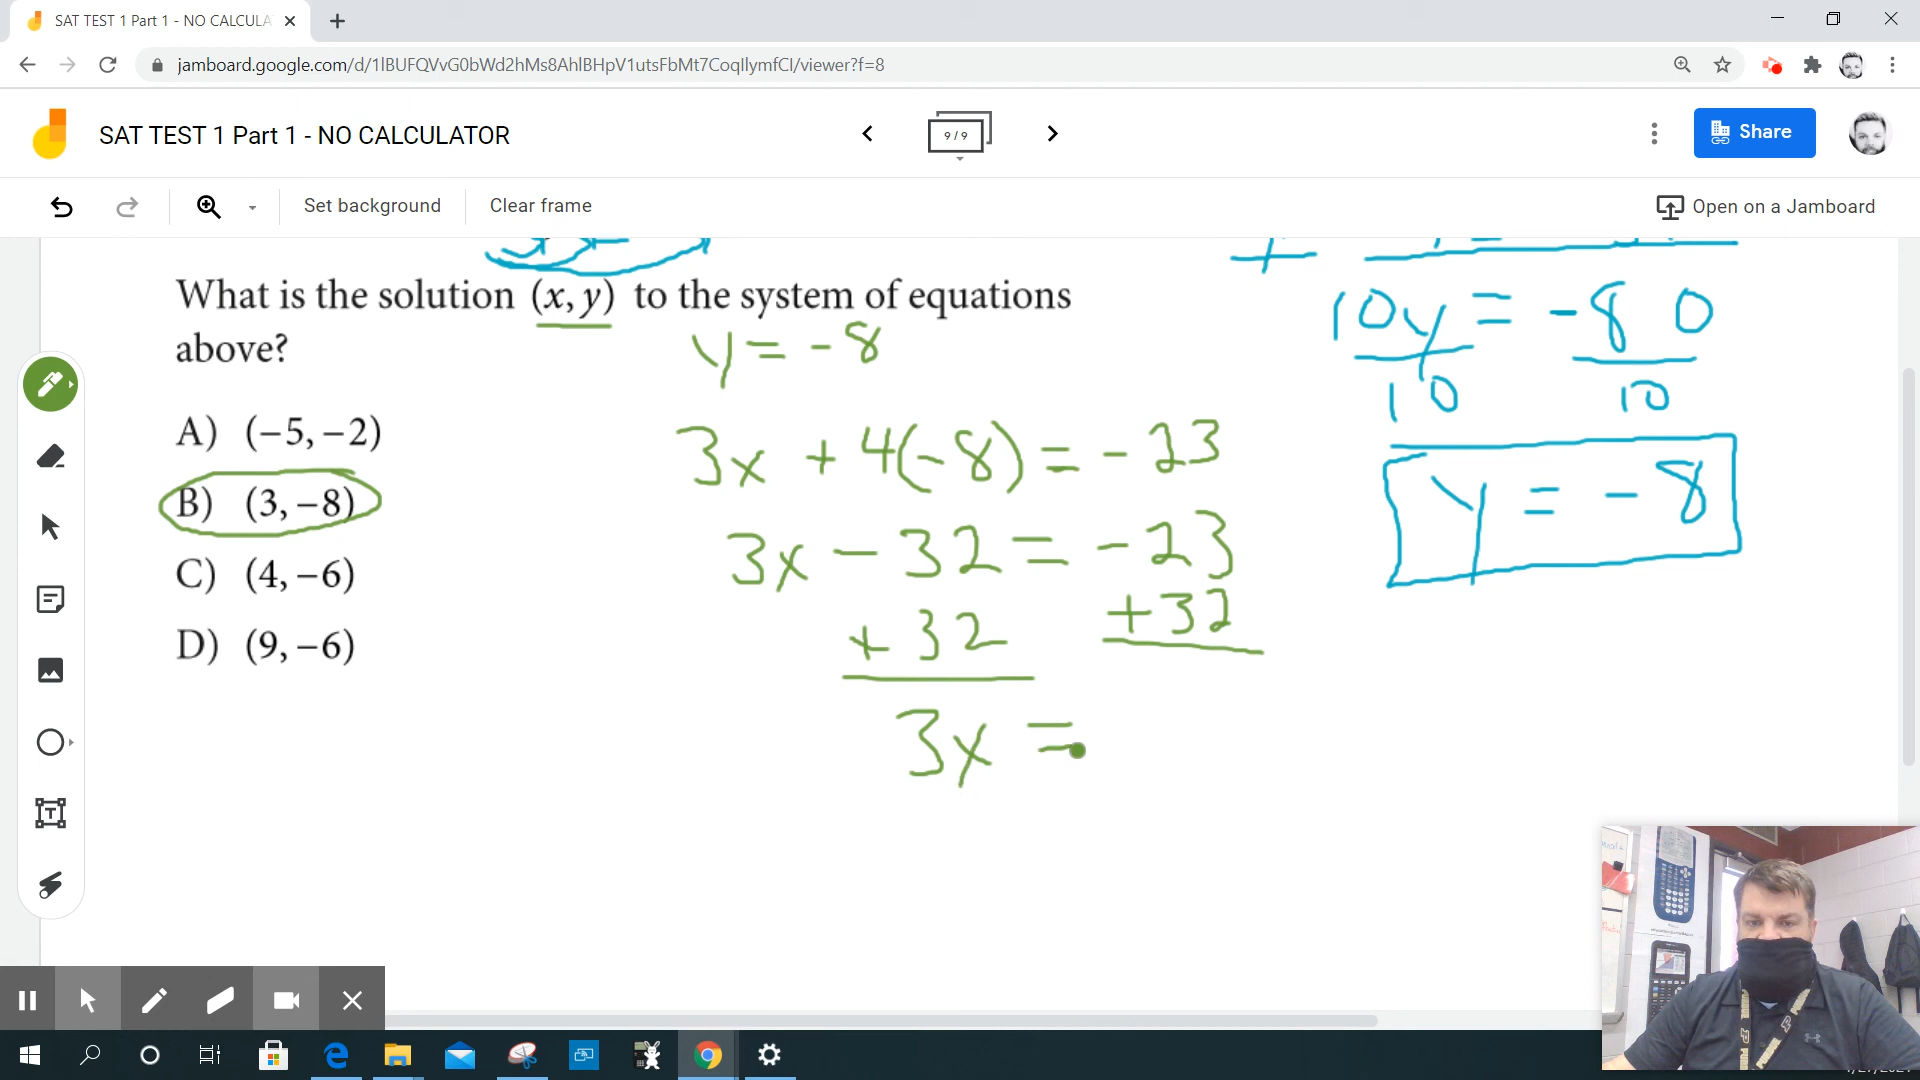 SAT TEST 1 Part 1 - NO CALCULA
jamboard.google.com/d/1lBUFQVvG0bWd2hMs8AhlBHpV1utsFbMt7CoqIlymfCI/viewer?f=8
SAT TEST 1 Part 1 - NO CALCULATOR
9 / 9
Share
Set background
Clear frame
Open on a Jamboard
What is the solution (x, y) to the system of equations
above?
A) (−5, −2)
B) (3, −8)
C) (4, −6)
D) (9, −6)
y = -8
3x + 4(-8) = -23
3x - 32 = -23
+ 32 +32
3x =
10y = -80
10 10
y = -8